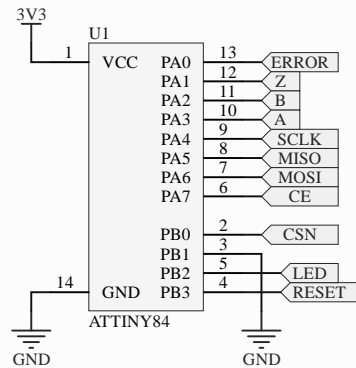 3V3
U1
1 VCC PA0 13 ERROR
PA1 12 Z
PA2 11 B
PA3 10 A
PA4 9 SCLK
PA5 8 MISO
PA6 7 MOSI
PA7 6 CE
PB0 2 CSN
PB1 3
PB2 5 LED
14 GND PB3 4 RESET
ATTINY84
GND GND